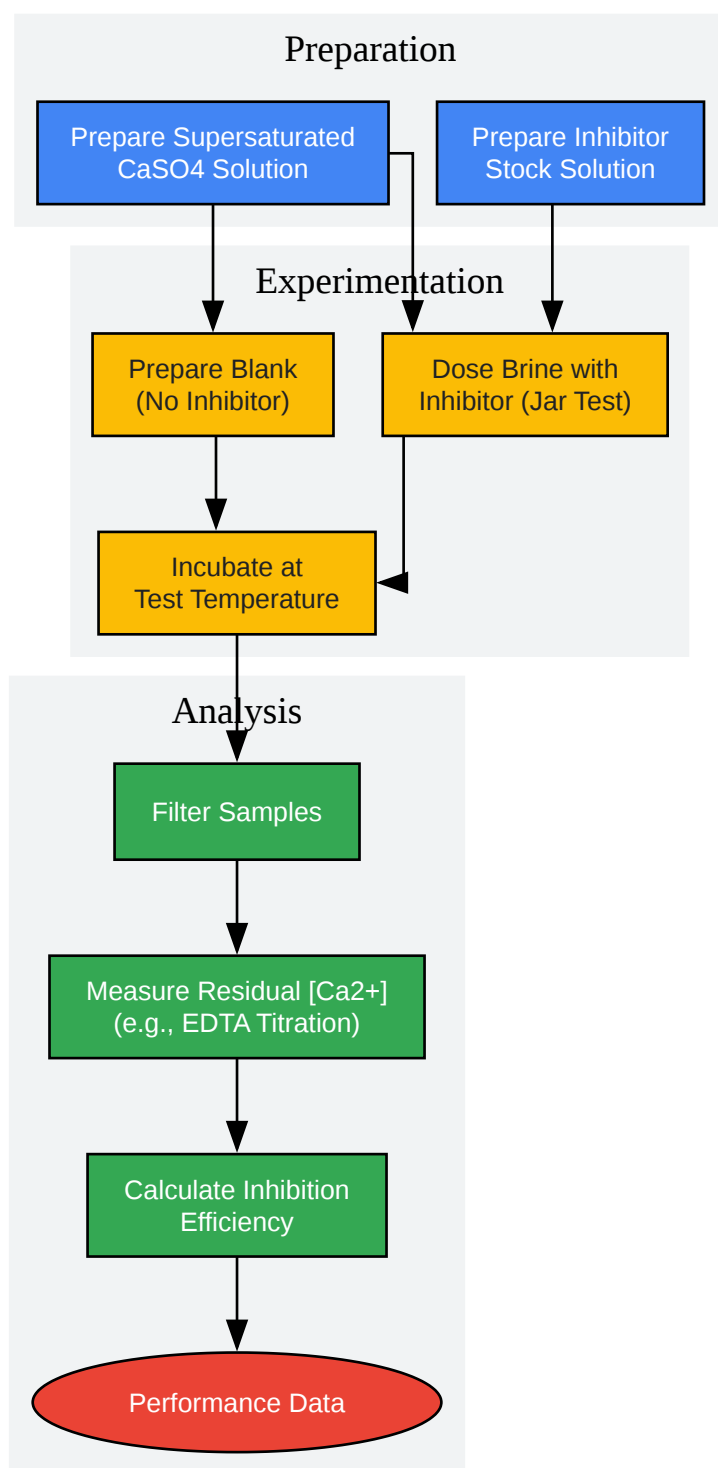 Preparation
Prepare Supersaturated
CaSO4 Solution
Prepare Inhibitor
Stock Solution
Experimentation
Prepare Blank
(No Inhibitor)
Dose Brine with
Inhibitor (Jar Test)
Incubate at
Test Temperature
Analysis
Filter Samples
Measure Residual [Ca2+]
(e.g., EDTA Titration)
Calculate Inhibition
Efficiency
Performance Data